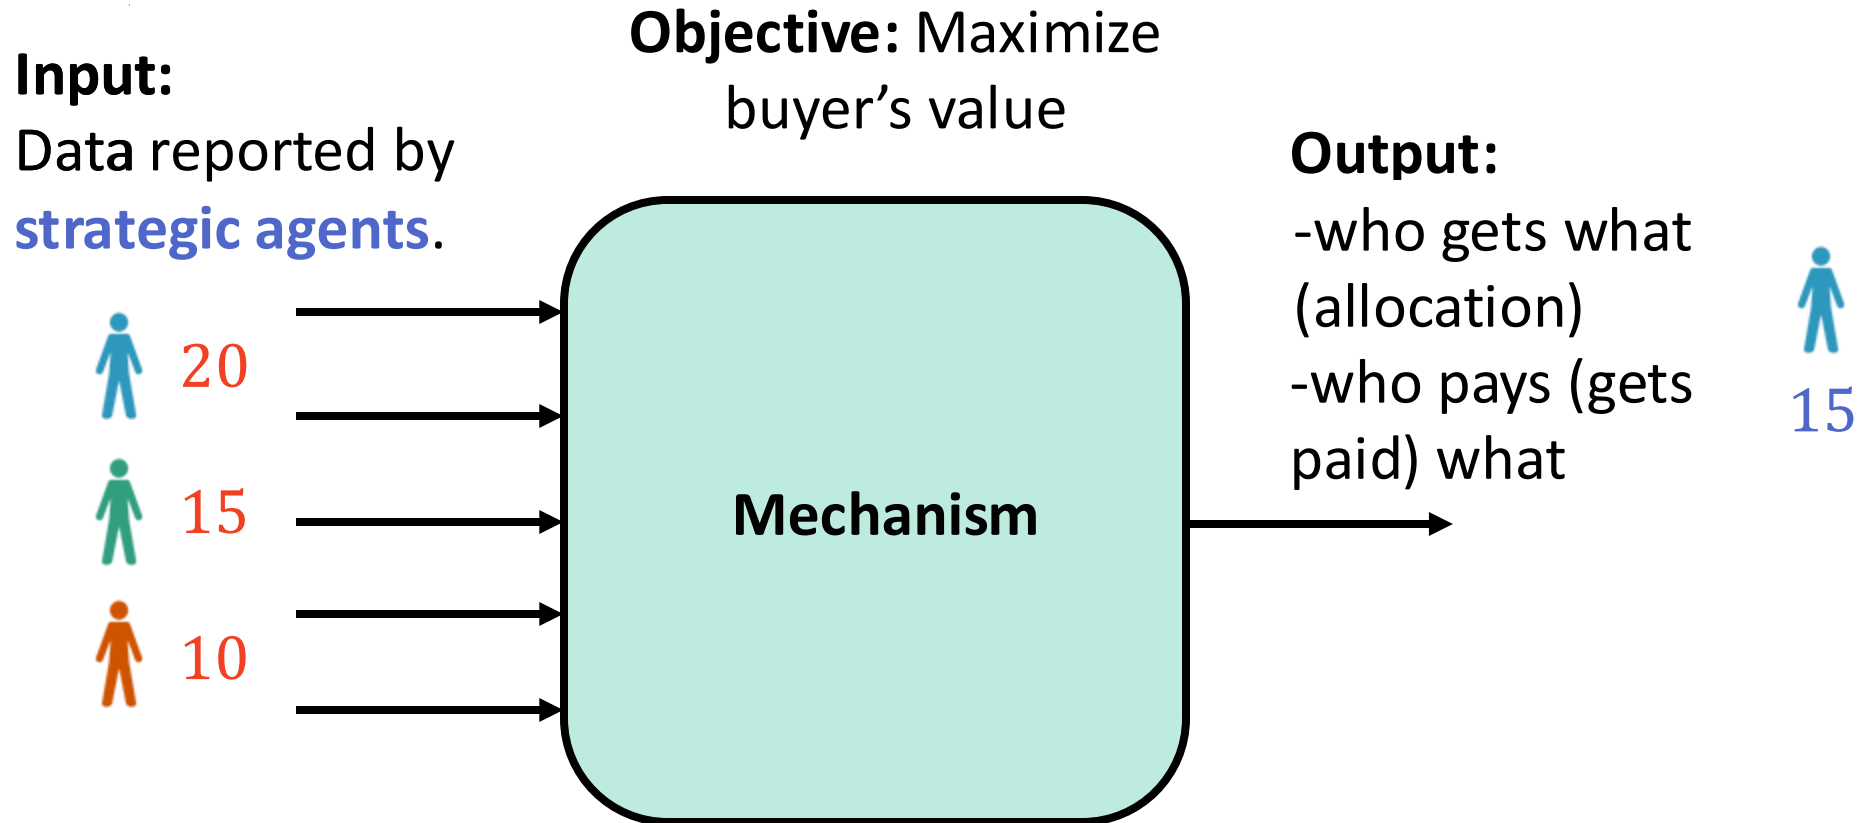 Input:
Data reported by
strategic agents.
20
15
10
Objective: Maximize
buyer’s value
Mechanism
Output:
-who gets what
(allocation)
-who pays (gets
paid) what
15